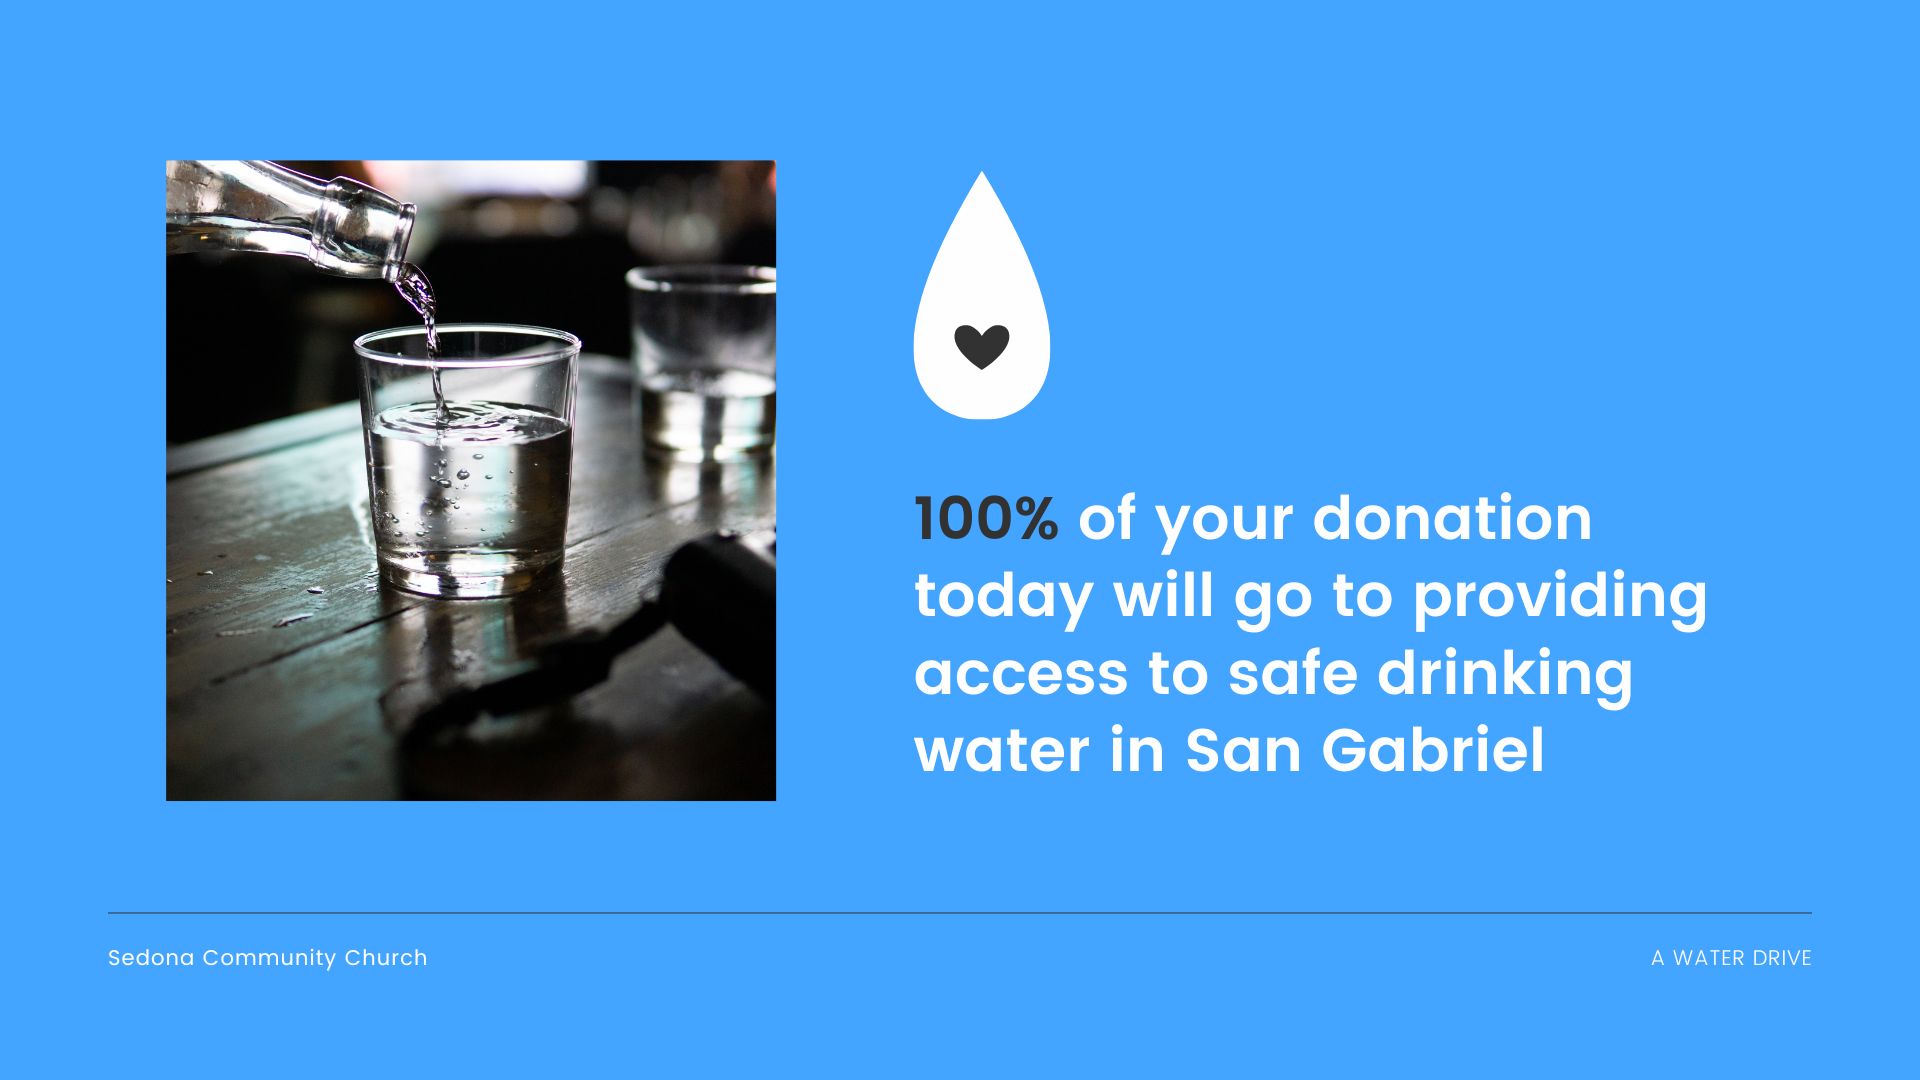 100% of your donation
today will go to providing
access to safe drinking
water in San Gabriel
Sedona Community Church
A WATER DRIVE